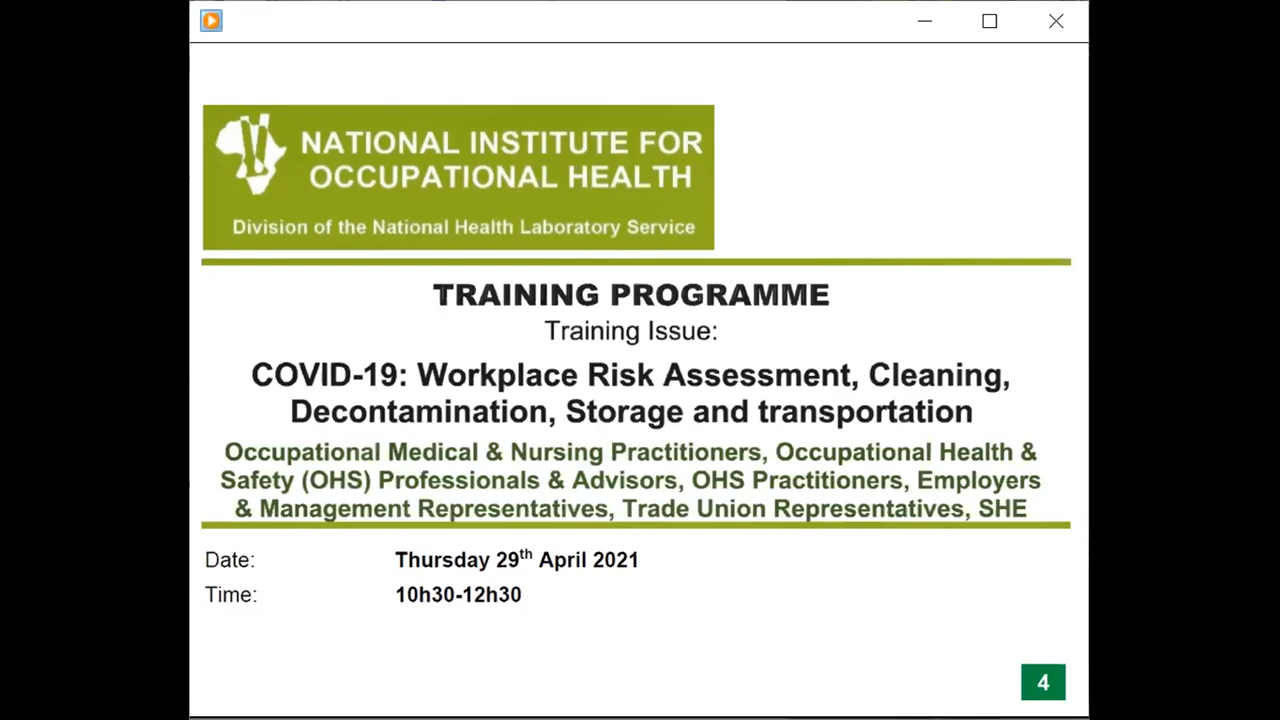 NATIONAL INSTITUTE FOR
OCCUPATIONAL HEALTH
Division of the National Health Laboratory Service
TRAINING PROGRAMME
Training Issue:
COVID-19: Workplace Risk Assessment, Cleaning,
Decontamination, Storage and transportation
Occupational Medical & Nursing Practitioners, Occupational Health &
Safety (OHS) Professionals & Advisors, OHS Practitioners, Employers
& Management Representatives, Trade Union Representatives, SHE
Date: Thursday 29th April 2021
Time: 10h30-12h30
4